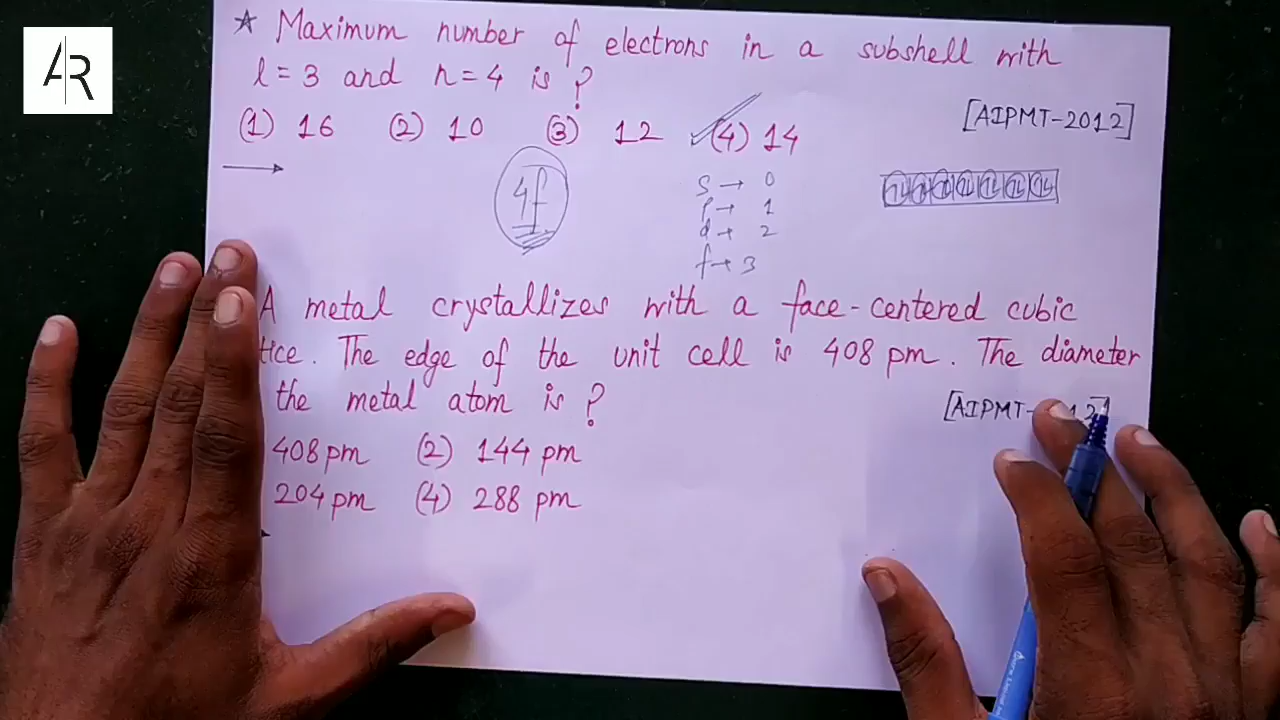 AR
☆ Maximum number of electrons in a subshell with
l = 3 and n = 4 is ?
[AIPMT-2012]
(1) 16 (2) 10 (3) 12 (4) 14
4f
s → 0
p → 1
d → 2
f → 3
A metal crystallizes with a face-centered cubic
tice. The edge of the unit cell is 408 pm. The diameter
the metal atom is ?
[AIPMT- 12]
408 pm (2) 144 pm
204 pm (4) 288 pm